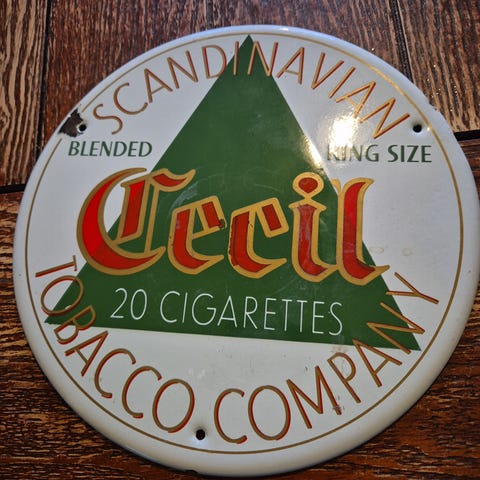 SCANDINAVIAN
BLENDED KING SIZE
Cecil
20 CIGARETTES
TOBACCO COMPANY